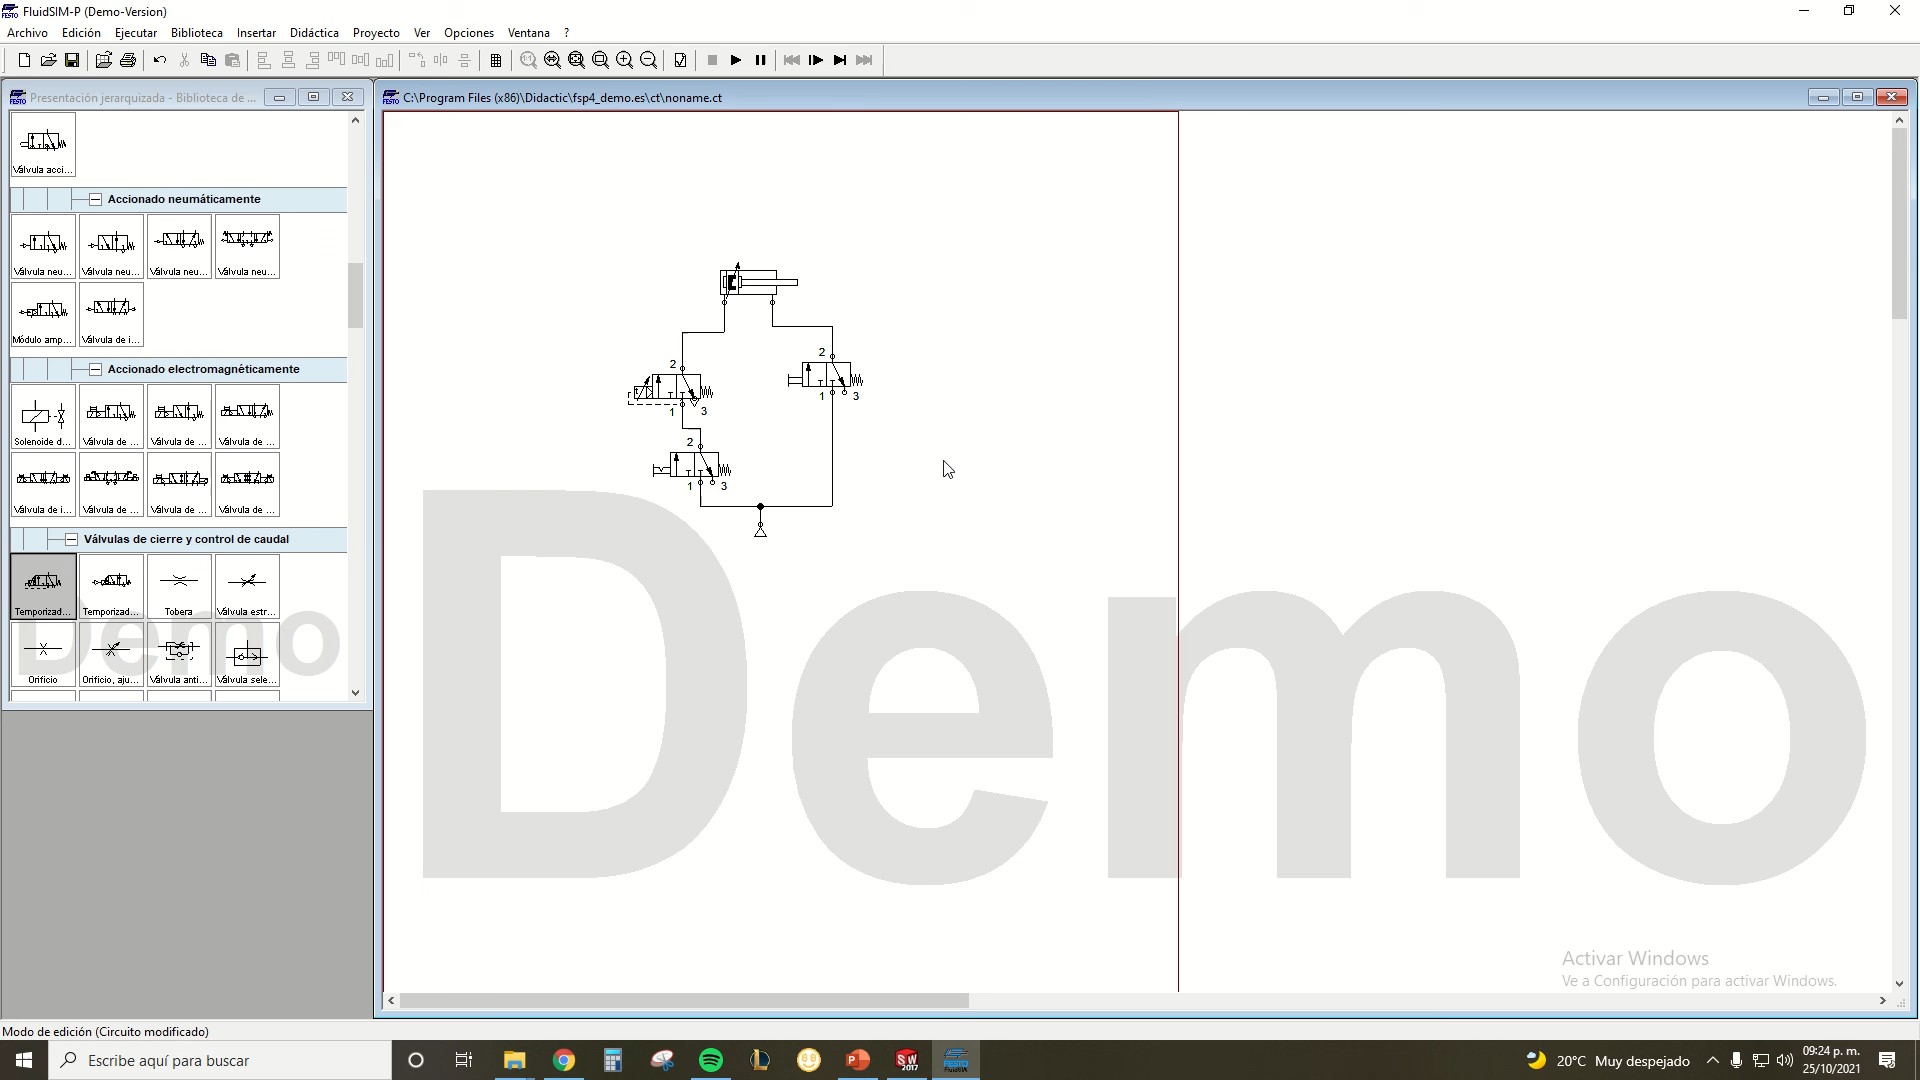 FluidSIM-P (Demo-Version)
Archivo Edición Ejecutar Biblioteca Insertar Didáctica Proyecto Ver Opciones Ventana ?
Presentación jerarquizada - Biblioteca de ...
C:\Program Files (x86)\Didactic\fsp4_demo.es\ct\noname.ct
Válvula acci...
Accionado neumáticamente
Válvula neu... Válvula neu... Válvula neu... Válvula neu...
Módulo amp... Válvula de i...
Accionado electromagnéticamente
Solenoide d... Válvula de ... Válvula de ... Válvula de ...
Válvula de i... Válvula de ... Válvula de ... Válvula de ...
Válvulas de cierre y control de caudal
Temporizad... Temporizad... Tobera Válvula estr...
Orificio Orificio, aju... Válvula anti... Válvula sele...
Demo
2
1 3
2
1 3
2
1 3
Demo
Activar Windows
Ve a Configuración para activar Windows.
Modo de edición (Circuito modificado)
Escribe aquí para buscar
SW
2017
FluidSIM
20°C Muy despejado
09:24 p. m.
25/10/2021